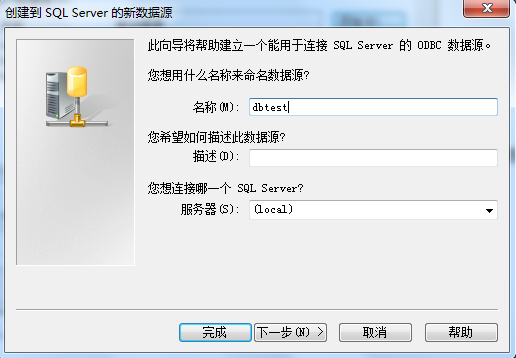 创建到 SQL Server 的新数据源
此向导将帮助建立一个能用于连接 SQL Server 的 ODBC 数据源。
您想用什么名称来命名数据源?
名称(M): dbtest
您希望如何描述此数据源?
描述(D):
您想连接哪一个 SQL Server?
服务器(S): (local)
完成 下一步(N) > 取消 帮助